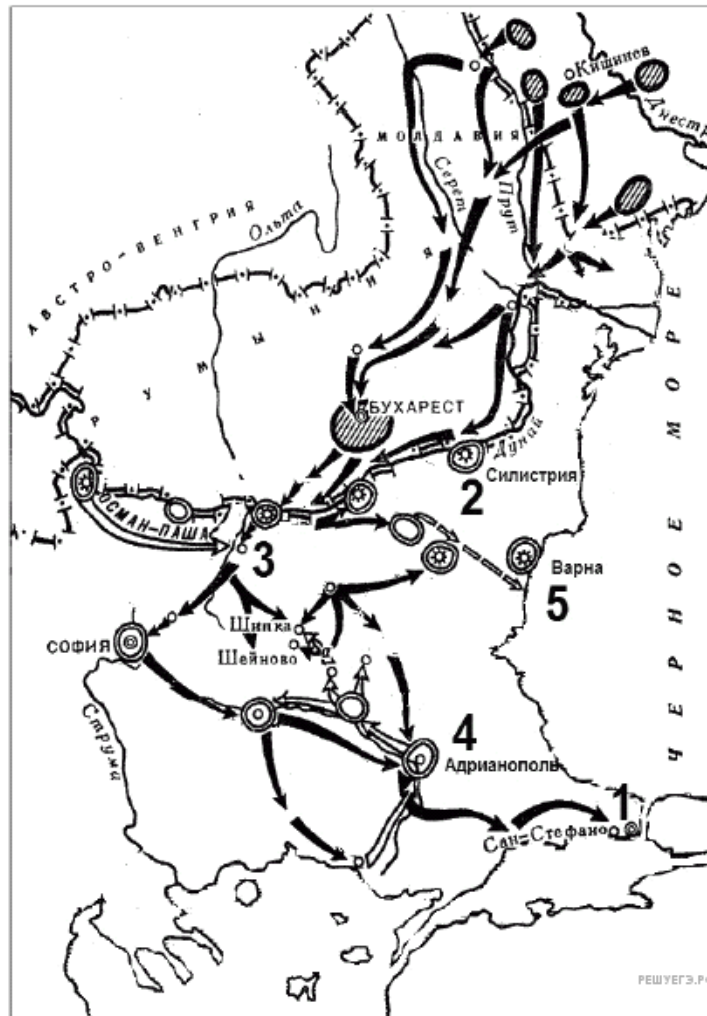 Кишинев
Днестр
МОЛДАВИЯ
Серет
Прут
Ольта
АВСТРО-ВЕНГРИЯ
РУМЫНИЯ
ЧЕРНОЕ МОРЕ
БУХАРЕСТ
Дунай
Силистрия
2
ОСМАН-ПАША
3
Варна
5
Шипка
Шейново
СОФИЯ
Струма
4
Адрианополь
1
Сан-Стефано
РЕШУЕГЭ.РФ